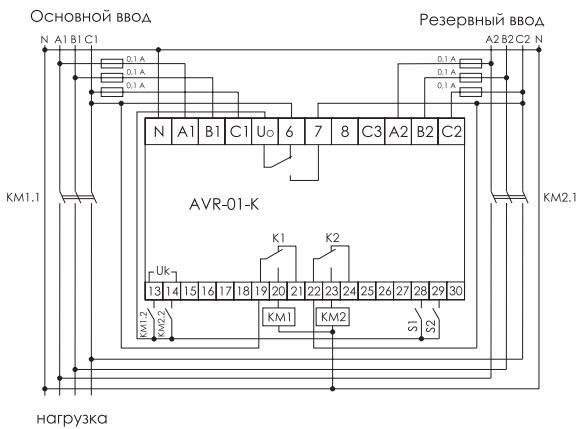 Основной ввод
Резервный ввод
N A1 B1 C1
A2 B2 C2 N
0,1 A
0,1 A
0,1 A
0,1 A
0,1 A
0,1 A
N A1 B1 C1 Uo 6 7 8 C3 A2 B2 C2
KM1.1
KM2.1
AVR-01-K
K1
K2
Uk
13 14 15 16 17 18 19 20 21 22 23 24 25 26 27 28 29 30
KM1.2
KM2.2
KM1
KM2
S1
S2
нагрузка